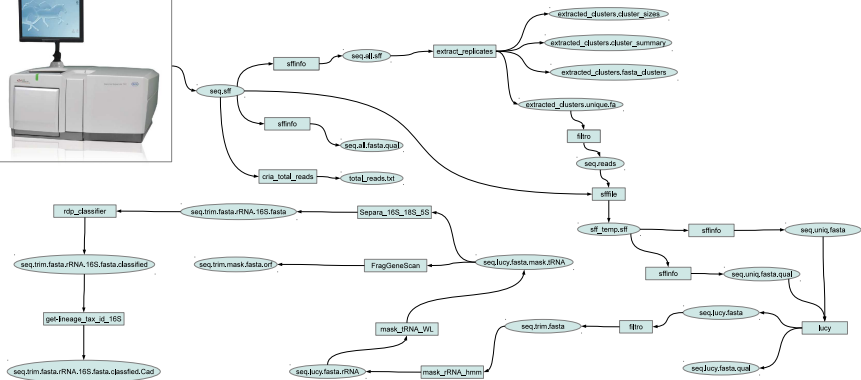 extracted_clusters.cluster_sizes
extracted_clusters.cluster_summary
sffinfo
seq.all.sff
extract_replicates
extracted_clusters.fasta_clusters
seq.sff
extracted_clusters.unique.fa
sffinfo
filtro
seq.all.fasta.qual
seq.reads
cria_total_reads
total_reads.txt
sfffile
rdp_classifier
seq.trim.fasta.rRNA.16S.fasta
Separa_16S_18S_5S
sff_temp.sff
sffinfo
seq.uniq.fasta
seq.trim.fasta.rRNA.16S.fasta.classified
seq.trim.mask.fasta.orf
FragGeneScan
seq.lucy.fasta.mask.tRNA
sffinfo
seq.uniq.fasta.qual
get-lineage_tax_id_16S
mask_tRNA_WL
seq.trim.fasta
filtro
seq.lucy.fasta
lucy
seq.trim.fasta.rRNA.16S.fasta.classfied.Cad
seq.lucy.fasta.rRNA
mask_rRNA_hmm
seq.lucy.fasta.qual